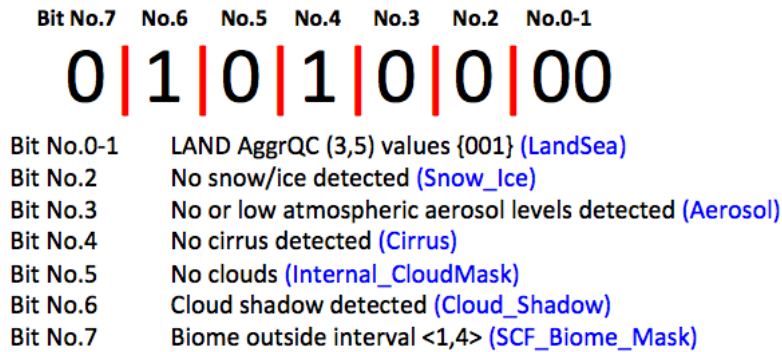 Bit No.7 No.6 No.5 No.4 No.3 No.2 No.0-1
0|1|0|1|0|0|00
Bit No.0-1 LAND AggrQC (3,5) values {001} (LandSea)
Bit No.2 No snow/ice detected (Snow_Ice)
Bit No.3 No or low atmospheric aerosol levels detected (Aerosol)
Bit No.4 No cirrus detected (Cirrus)
Bit No.5 No clouds (Internal_CloudMask)
Bit No.6 Cloud shadow detected (Cloud_Shadow)
Bit No.7 Biome outside interval <1,4> (SCF_Biome_Mask)